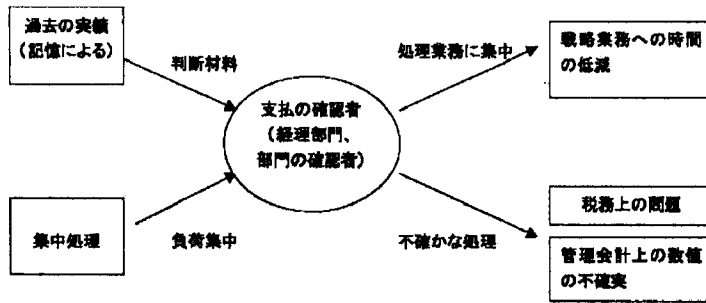 過去の実績
(記憶による)
判断材料
処理業務に集中
戦略業務への時間
の低減
支払の確認者
(経理部門、
部門の確認者)
集中処理
負荷集中
不確かな処理
税務上の問題
管理会計上の数値
の不確実